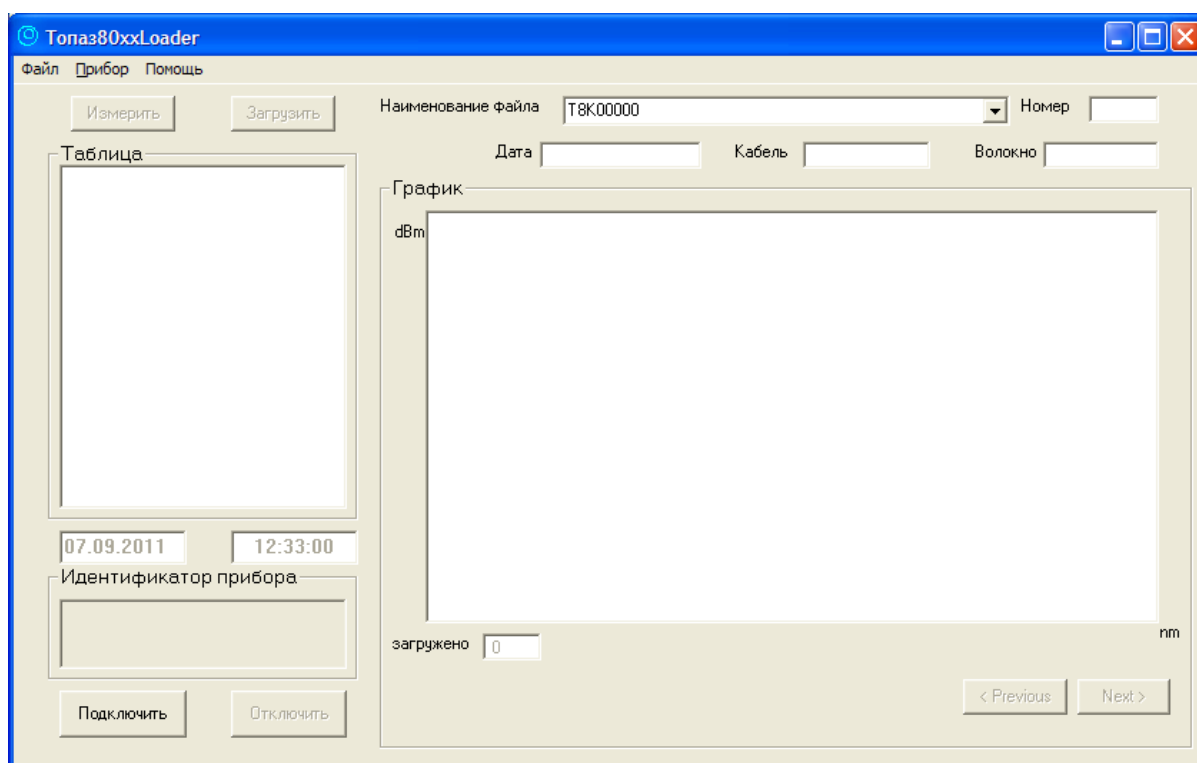 Топаз80xxLoader
Файл Прибор Помощь
Измерить Загрузить Наименование файла T8K00000 Номер
Дата Кабель Волокно
Таблица
График
dBm
07.09.2011 12:33:00
Идентификатор прибора
nm
загружено 0
Подключить Отключить < Previous Next >